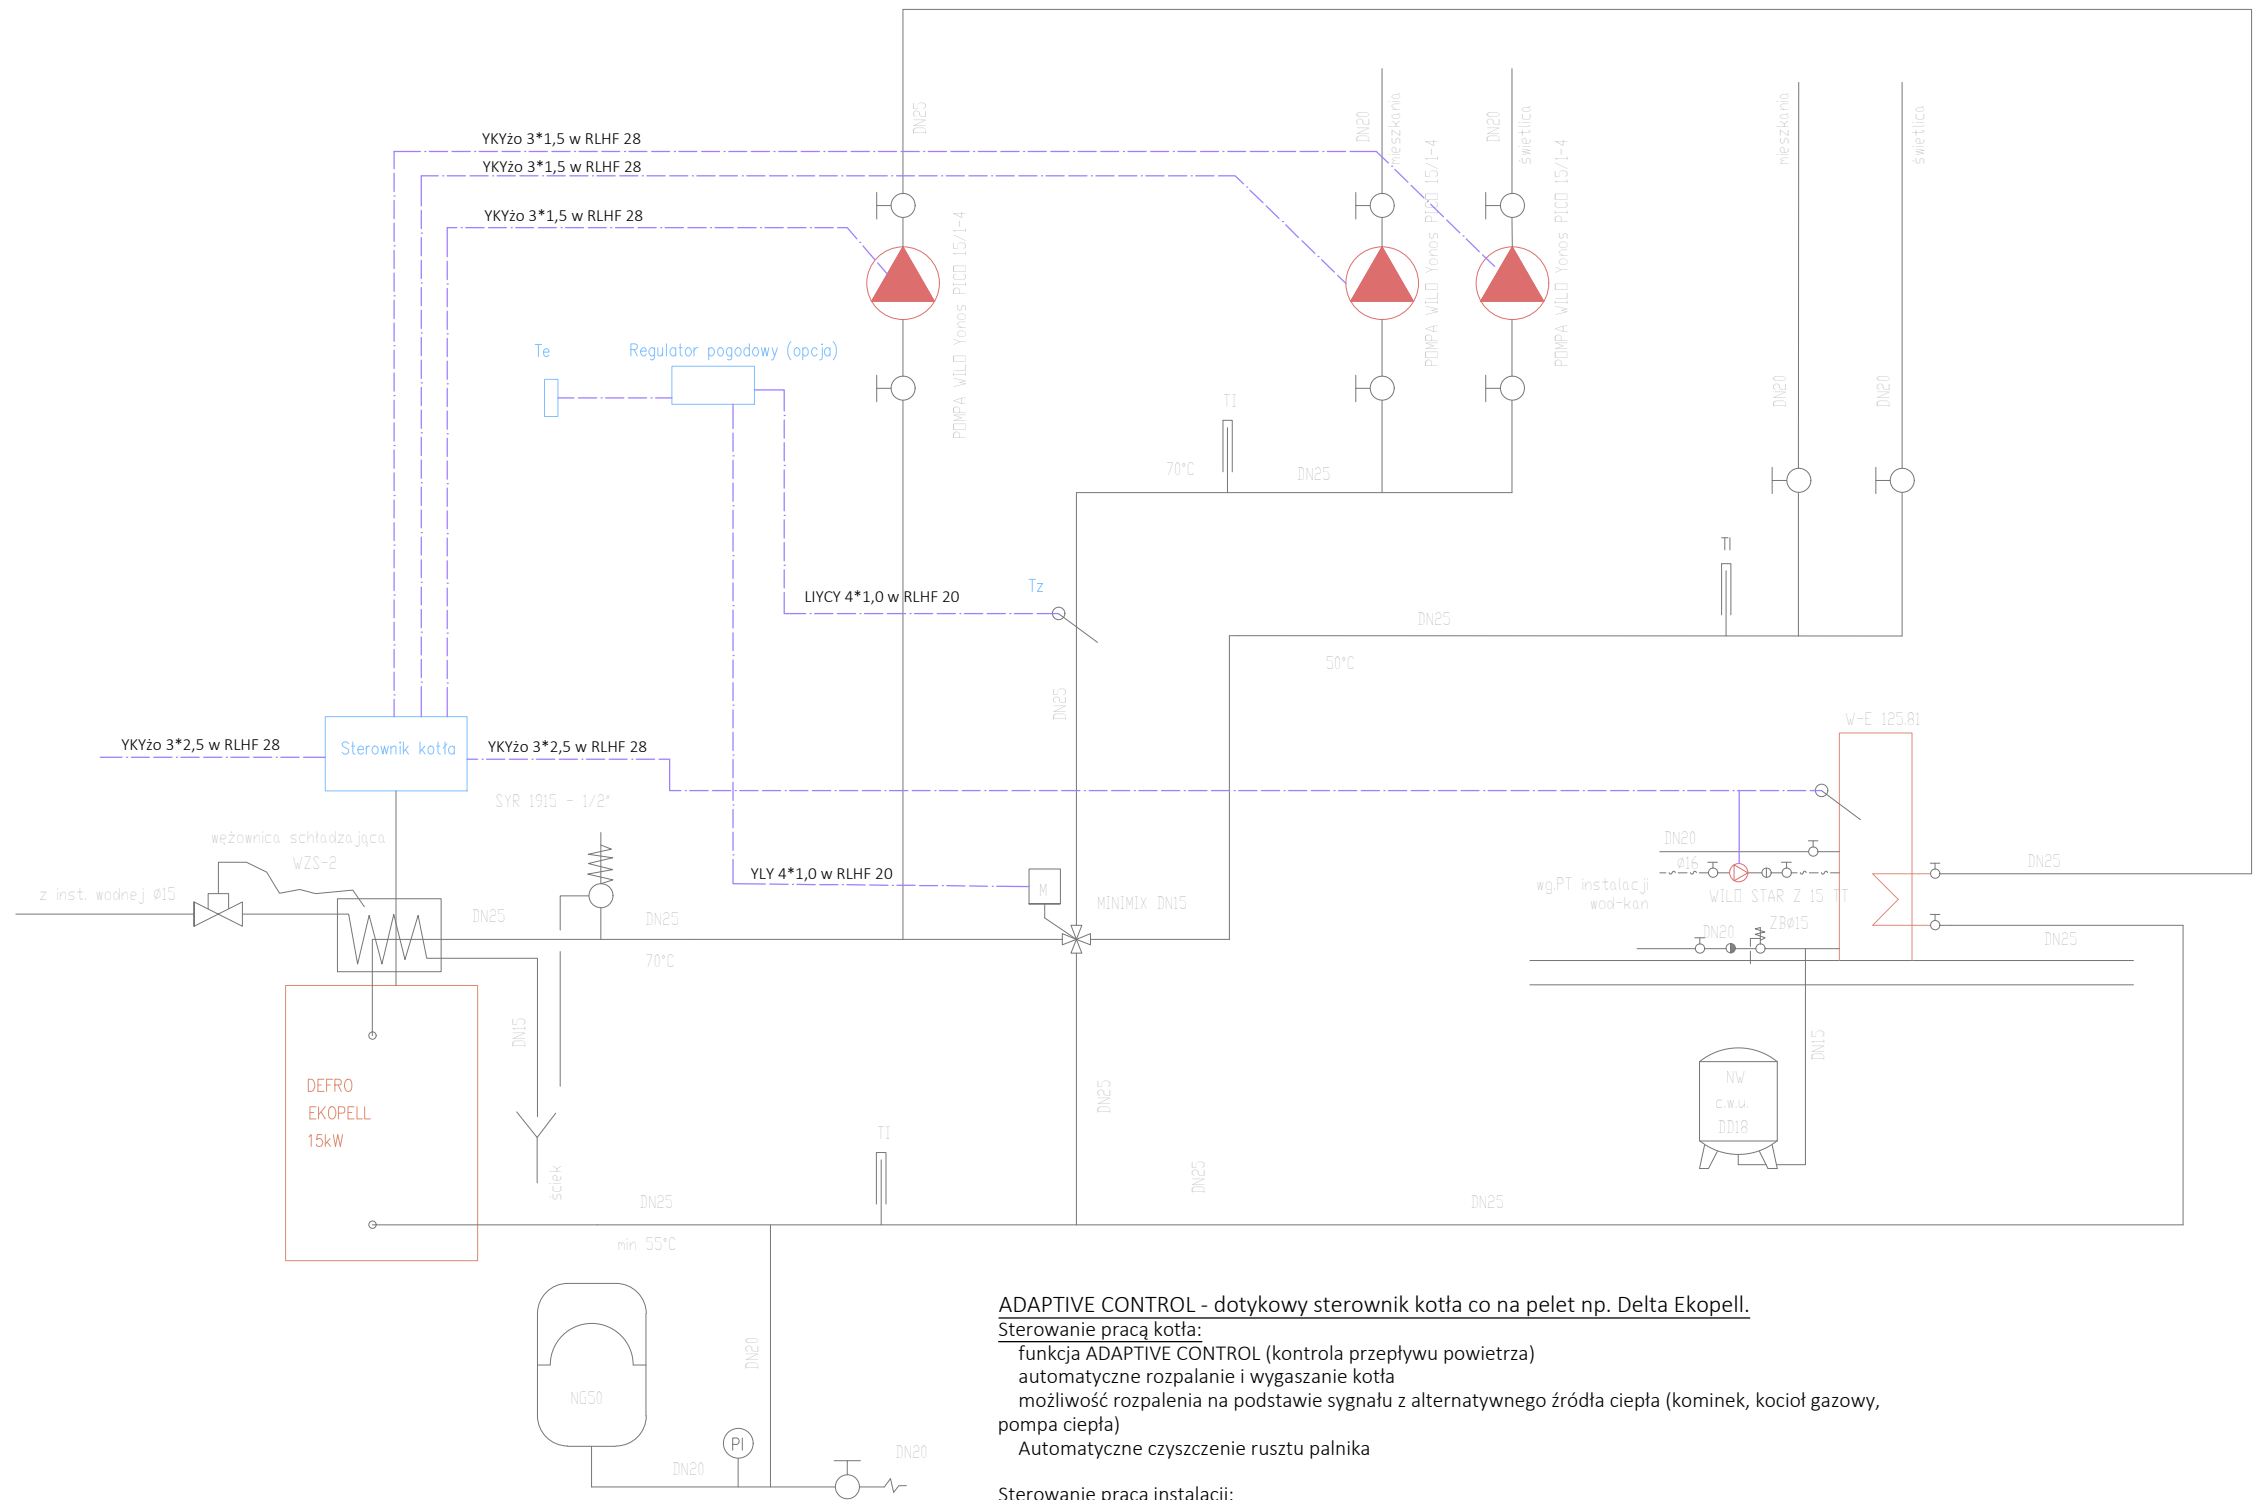 DN25
DN20
mieszkania
DN20
świetlica
mieszkania
świetlica
YKYżo 3*1,5 w RLHF 28
YKYżo 3*1,5 w RLHF 28
YKYżo 3*1,5 w RLHF 28
POMPA WILO Yonos PICO 15/1-4
POMPA WILO Yonos PICO 15/1-4
POMPA WILO Yonos PICO 15/1-4
Te
Regulator pogodowy (opcja)
TI
DN20
DN20
70°C
DN25
TI
Tz
LIYCY 4*1,0 w RLHF 20
DN25
50°C
DN25
W-E 125.81
YKYżo 3*2,5 w RLHF 28
Sterownik kotła
YKYżo 3*2,5 w RLHF 28
SYR 1915 - 1/2"
wężownica schładzająca
WZS-2
z inst. wodnej Ø15
YLY 4*1,0 w RLHF 20
M
MINIMIX DN15
DN25
DN25
70°C
DN20
Ø16
wg.PT instalacji
wod-kan
WILO STAR Z 15 TT
ZBø15
DN20
DN25
DN25
DN15
DN15
NW
c.w.u.
DD18
DEFRO
EKOPELL
15kW
ściek
TI
DN25
DN25
DN25
min 55°C
DN25
NG50
DN20
PI
DN20
DN20
ADAPTIVE CONTROL - dotykowy sterownik kotła co na pelet np. Delta Ekopell.
Sterowanie pracą kotła:
funkcja ADAPTIVE CONTROL (kontrola przepływu powietrza)
automatyczne rozpalanie i wygaszanie kotła
możliwość rozpalenia na podstawie sygnału z alternatywnego źródła ciepła (kominek, kocioł gazowy,
pompa ciepła)
Automatyczne czyszczenie rusztu palnika
Sterowanie pracą instalacji: